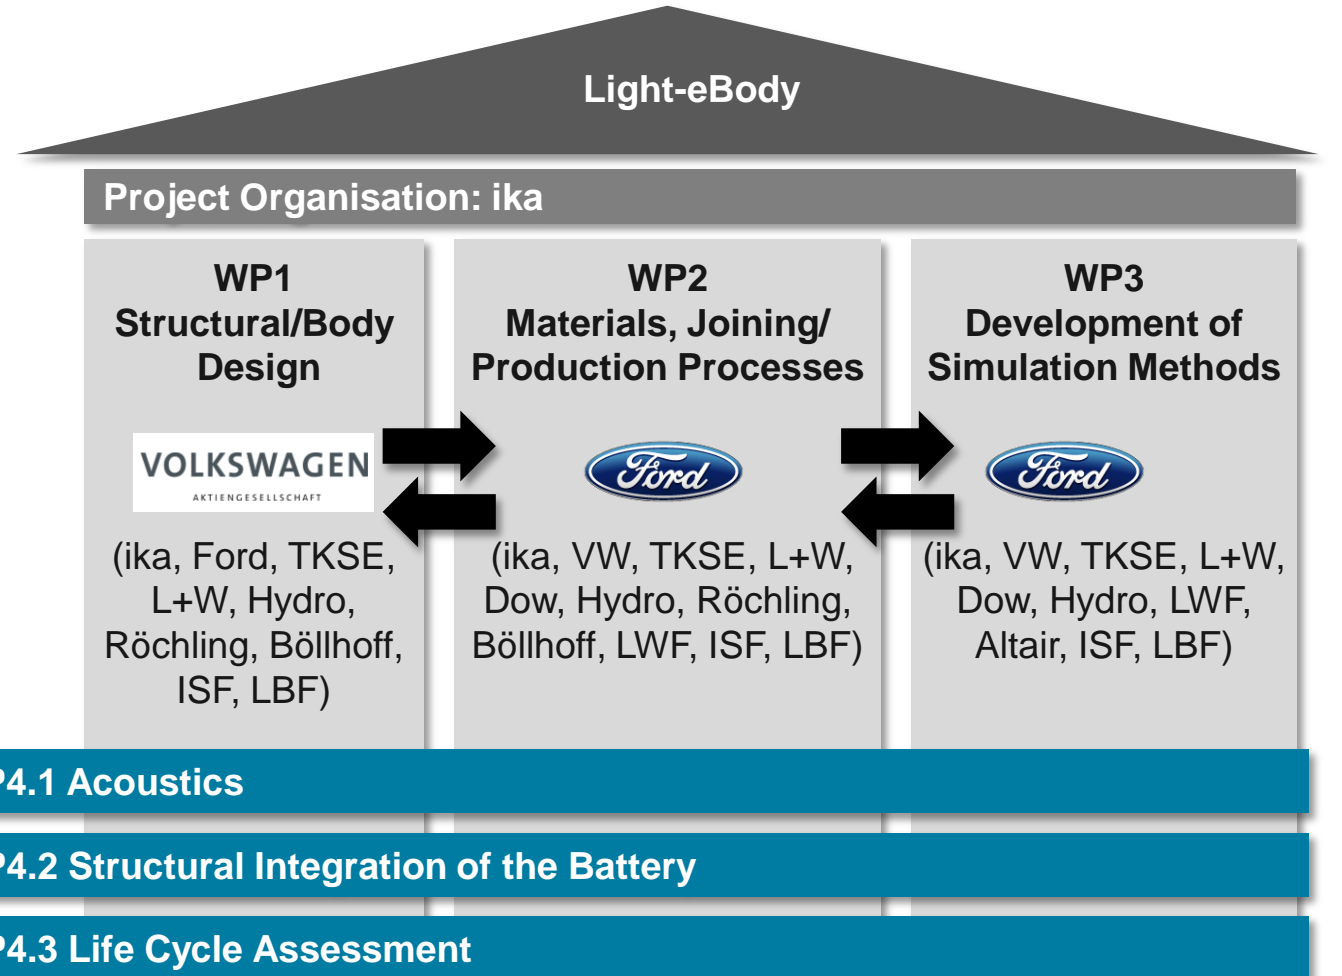 Light-eBody
Project Organisation: ika
WP1
Structural/Body
Design
VOLKSWAGEN
AKTIENGESELLSCHAFT
(ika, Ford, TKSE,
L+W, Hydro,
Röchling, Böllhoff,
ISF, LBF)
WP2
Materials, Joining/
Production Processes
Ford
(ika, VW, TKSE, L+W,
Dow, Hydro, Röchling,
Böllhoff, LWF, ISF, LBF)
WP3
Development of
Simulation Methods
Ford
(ika, VW, TKSE, L+W,
Dow, Hydro, LWF,
Altair, ISF, LBF)
P4.1 Acoustics
P4.2 Structural Integration of the Battery
P4.3 Life Cycle Assessment